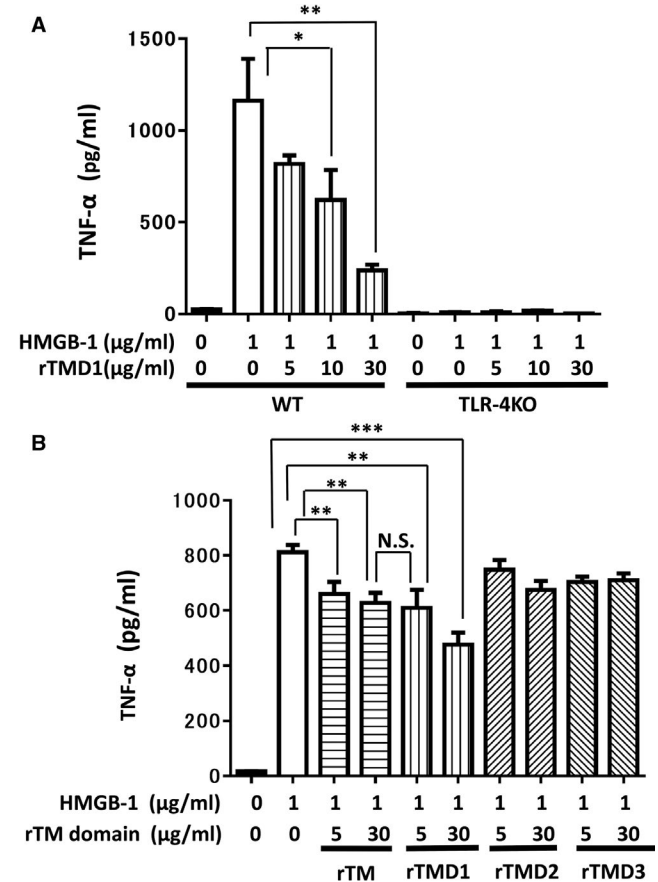 A
**
*
1500
1000
500
0
TNF-α (pg/ml)
HMGB-1 (μg/ml) 0 1 1 1 1 0 1 1 1 1
rTMD1(μg/ml) 0 0 5 10 30 0 0 5 10 30
WT TLR-4KO
B
***
**
**
**
N.S.
1000
800
600
400
200
0
TNF-α (pg/ml)
HMGB-1 (μg/ml) 0 1 1 1 1 1 1 1 1 1
rTM domain (μg/ml) 0 0 5 30 5 30 5 30 5 30
rTM rTMD1 rTMD2 rTMD3